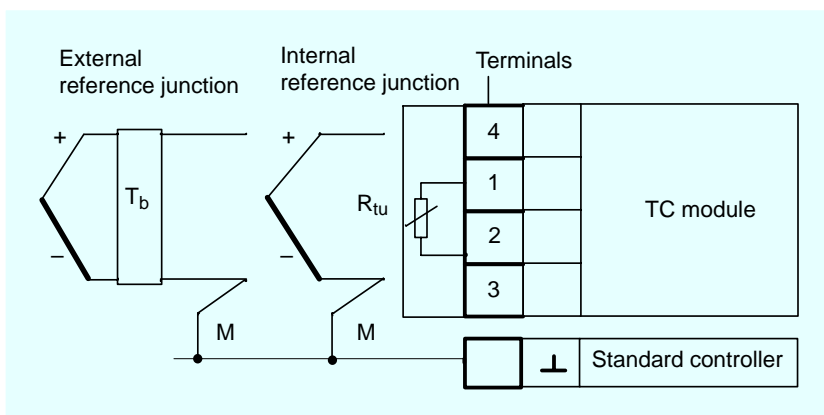 External
reference junction
Internal
reference junction
Terminals
+
+
4
1
Tb
Rtu
TC module
2
–
–
3
M
M
Standard controller